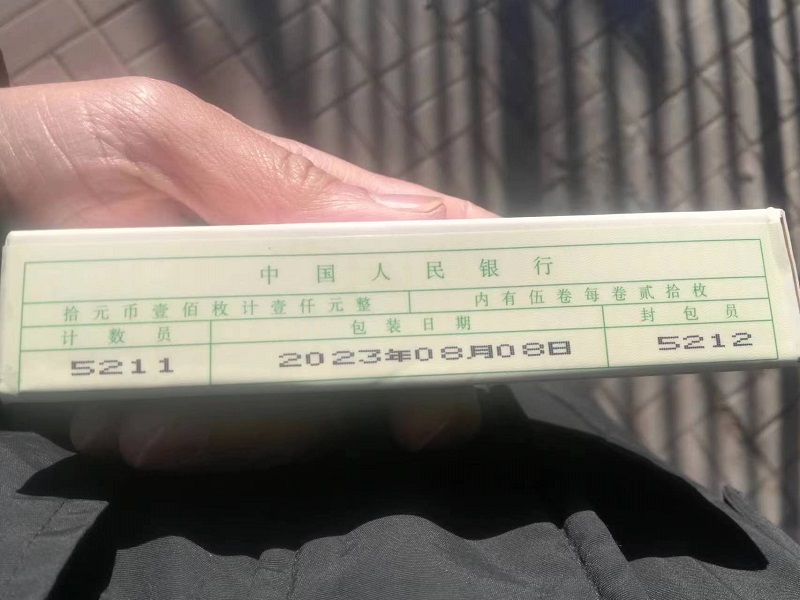 中国人民银行
拾元币壹佰枚计壹仟元整 内有伍卷每卷贰拾枚
计数员 包装日期 封包员
5211 2023年08月08日 5212